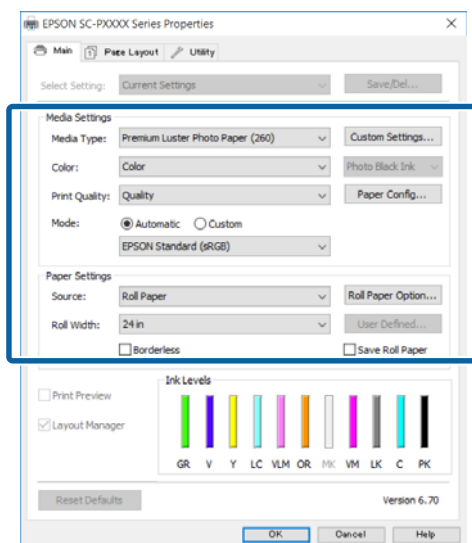 EPSON SC-PXXXX Series Properties
Main Page Layout Utility
Select Setting: Current Settings Save/Del...
Media Settings
Media Type: Premium Luster Photo Paper (260) Custom Settings...
Color: Color Photo Black Ink
Print Quality: Quality Paper Config...
Mode: Automatic Custom
EPSON Standard (sRGB)
Paper Settings
Source: Roll Paper Roll Paper Option...
Roll Width: 24 in User Defined...
Borderless Save Roll Paper
Print Preview
Layout Manager
Ink Levels
GR V Y LC VLM OR MK VM LK C PK
Reset Defaults Version 6.70
OK Cancel Help